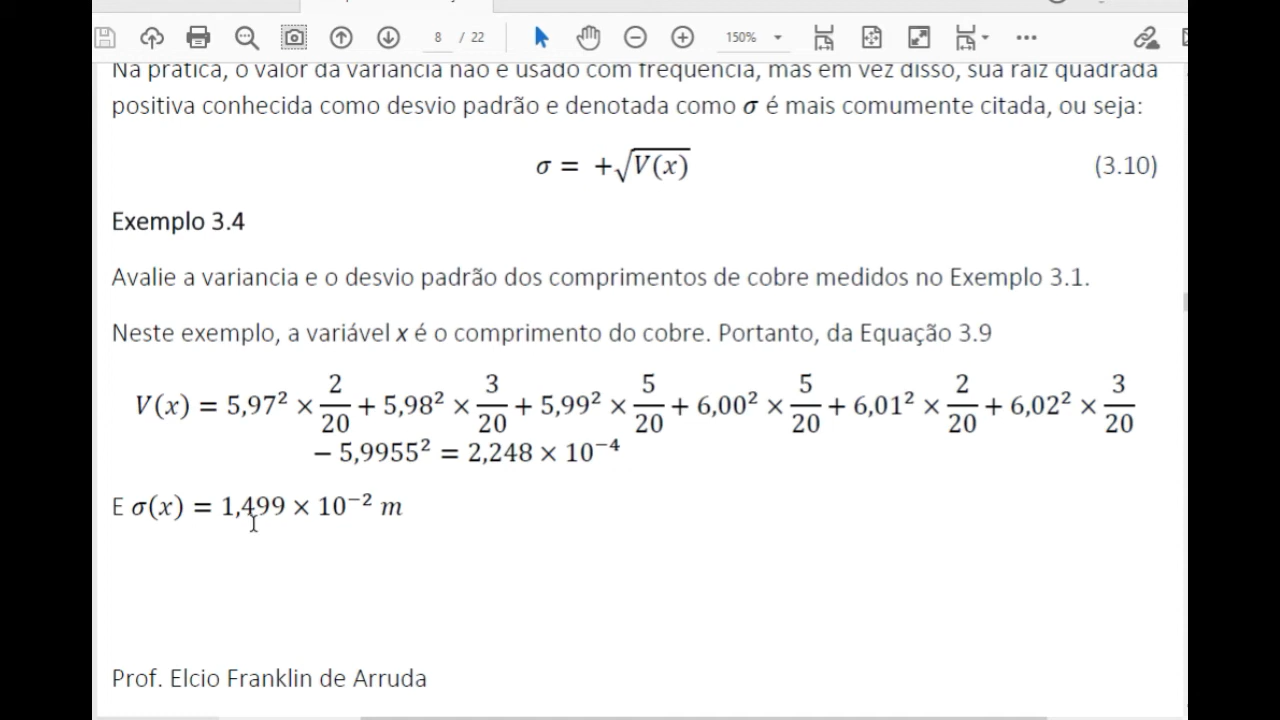 8 / 22
150%
Na prática, o valor da variância não é usado com frequência, mas em vez disso, sua raiz quadrada
positiva conhecida como desvio padrão e denotada como σ é mais comumente citada, ou seja:
σ = +√V(x) (3.10)
Exemplo 3.4
Avalie a variancia e o desvio padrão dos comprimentos de cobre medidos no Exemplo 3.1.
Neste exemplo, a variável x é o comprimento do cobre. Portanto, da Equação 3.9
V(x) = 5,97² × 2/20 + 5,98² × 3/20 + 5,99² × 5/20 + 6,00² × 5/20 + 6,01² × 2/20 + 6,02² × 3/20
− 5,9955² = 2,248 × 10⁻⁴
E σ(x) = 1,499 × 10⁻² m
Prof. Elcio Franklin de Arruda